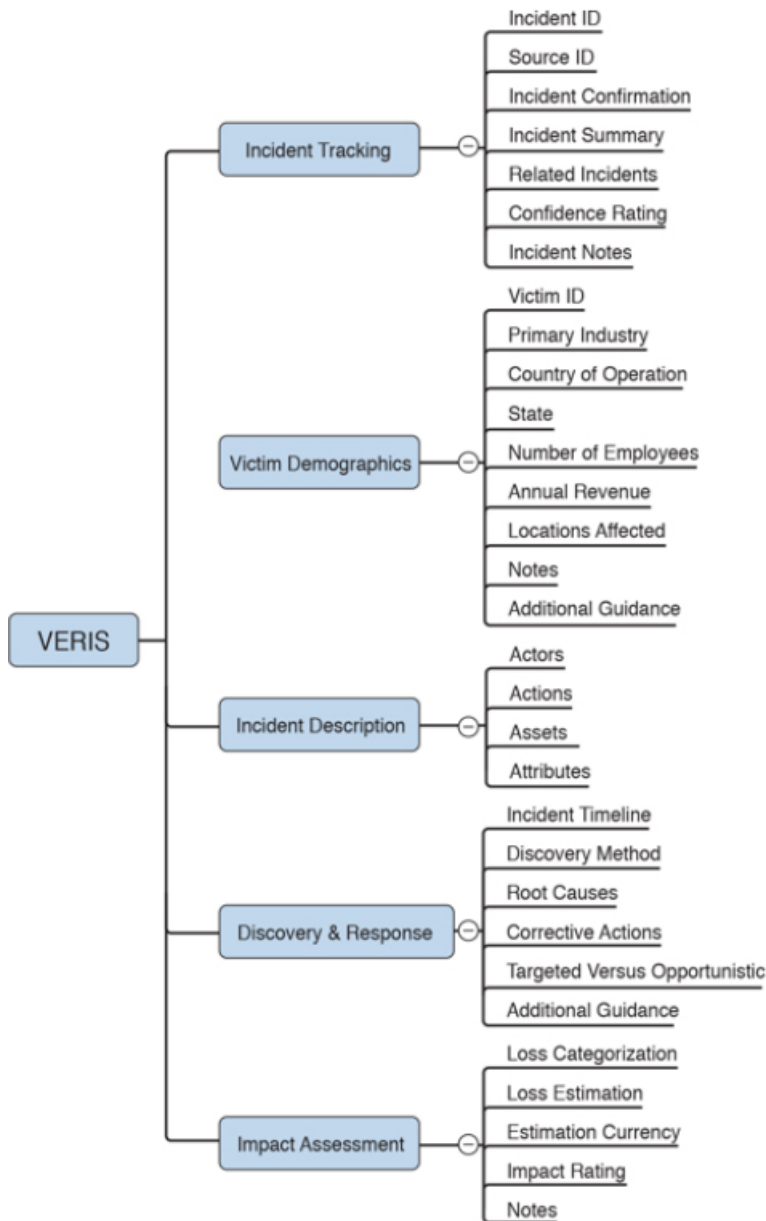 Incident ID
Source ID
Incident Confirmation
Incident Tracking
Incident Summary
Related Incidents
Confidence Rating
Incident Notes
Victim ID
Primary Industry
Country of Operation
State
Victim Demographics
Number of Employees
Annual Revenue
Locations Affected
Notes
Additional Guidance
VERIS
Actors
Actions
Incident Description
Assets
Attributes
Incident Timeline
Discovery Method
Root Causes
Discovery & Response
Corrective Actions
Targeted Versus Opportunistic
Additional Guidance
Loss Categorization
Loss Estimation
Impact Assessment
Estimation Currency
Impact Rating
Notes